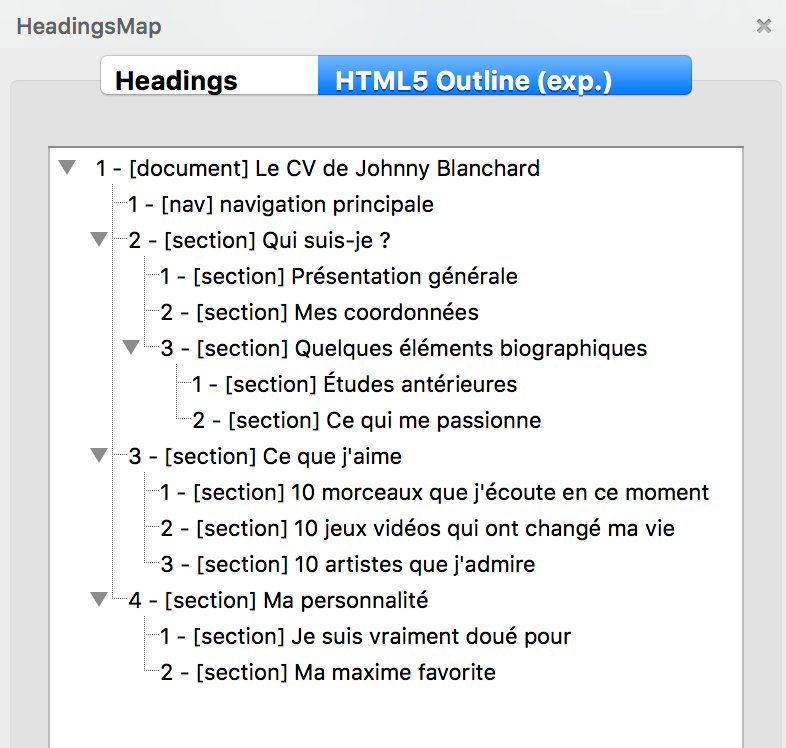 HeadingsMap
Headings
HTML5 Outline (exp.)
1 - [document] Le CV de Johnny Blanchard
1 - [nav] navigation principale
2 - [section] Qui suis-je ?
1 - [section] Présentation générale
2 - [section] Mes coordonnées
3 - [section] Quelques éléments biographiques
1 - [section] Études antérieures
2 - [section] Ce qui me passionne
3 - [section] Ce que j'aime
1 - [section] 10 morceaux que j'écoute en ce moment
2 - [section] 10 jeux vidéos qui ont changé ma vie
3 - [section] 10 artistes que j'admire
4 - [section] Ma personnalité
1 - [section] Je suis vraiment doué pour
2 - [section] Ma maxime favorite